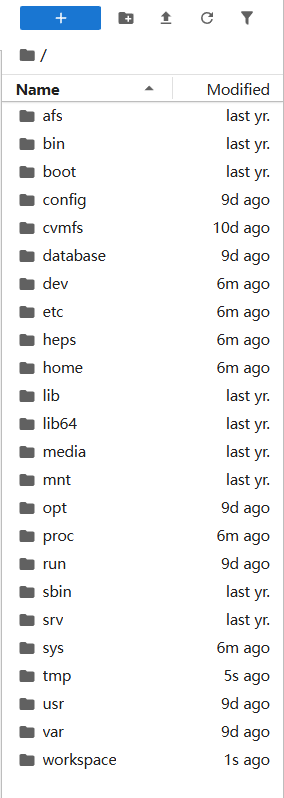 +
/
Name Modified
afs last yr.
bin last yr.
boot last yr.
config 9d ago
cvmfs 10d ago
database 9d ago
dev 6m ago
etc 6m ago
heps 6m ago
home 6m ago
lib last yr.
lib64 last yr.
media last yr.
mnt last yr.
opt 9d ago
proc 6m ago
run 9d ago
sbin last yr.
srv last yr.
sys 6m ago
tmp 5s ago
usr 9d ago
var 9d ago
workspace 1s ago